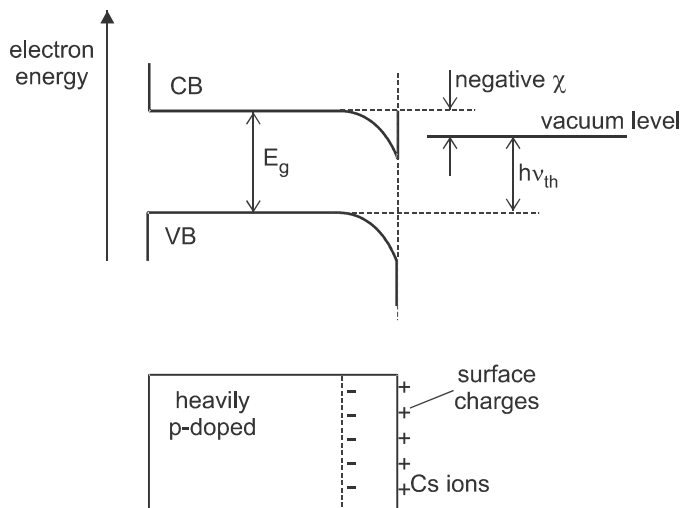 electron
energy
CB
negative χ
vacuum level
E_g
hν_th
VB
heavily
p-doped
surface
charges
Cs ions
- 
- 
- 
- 
- 
+
+
+
+
+